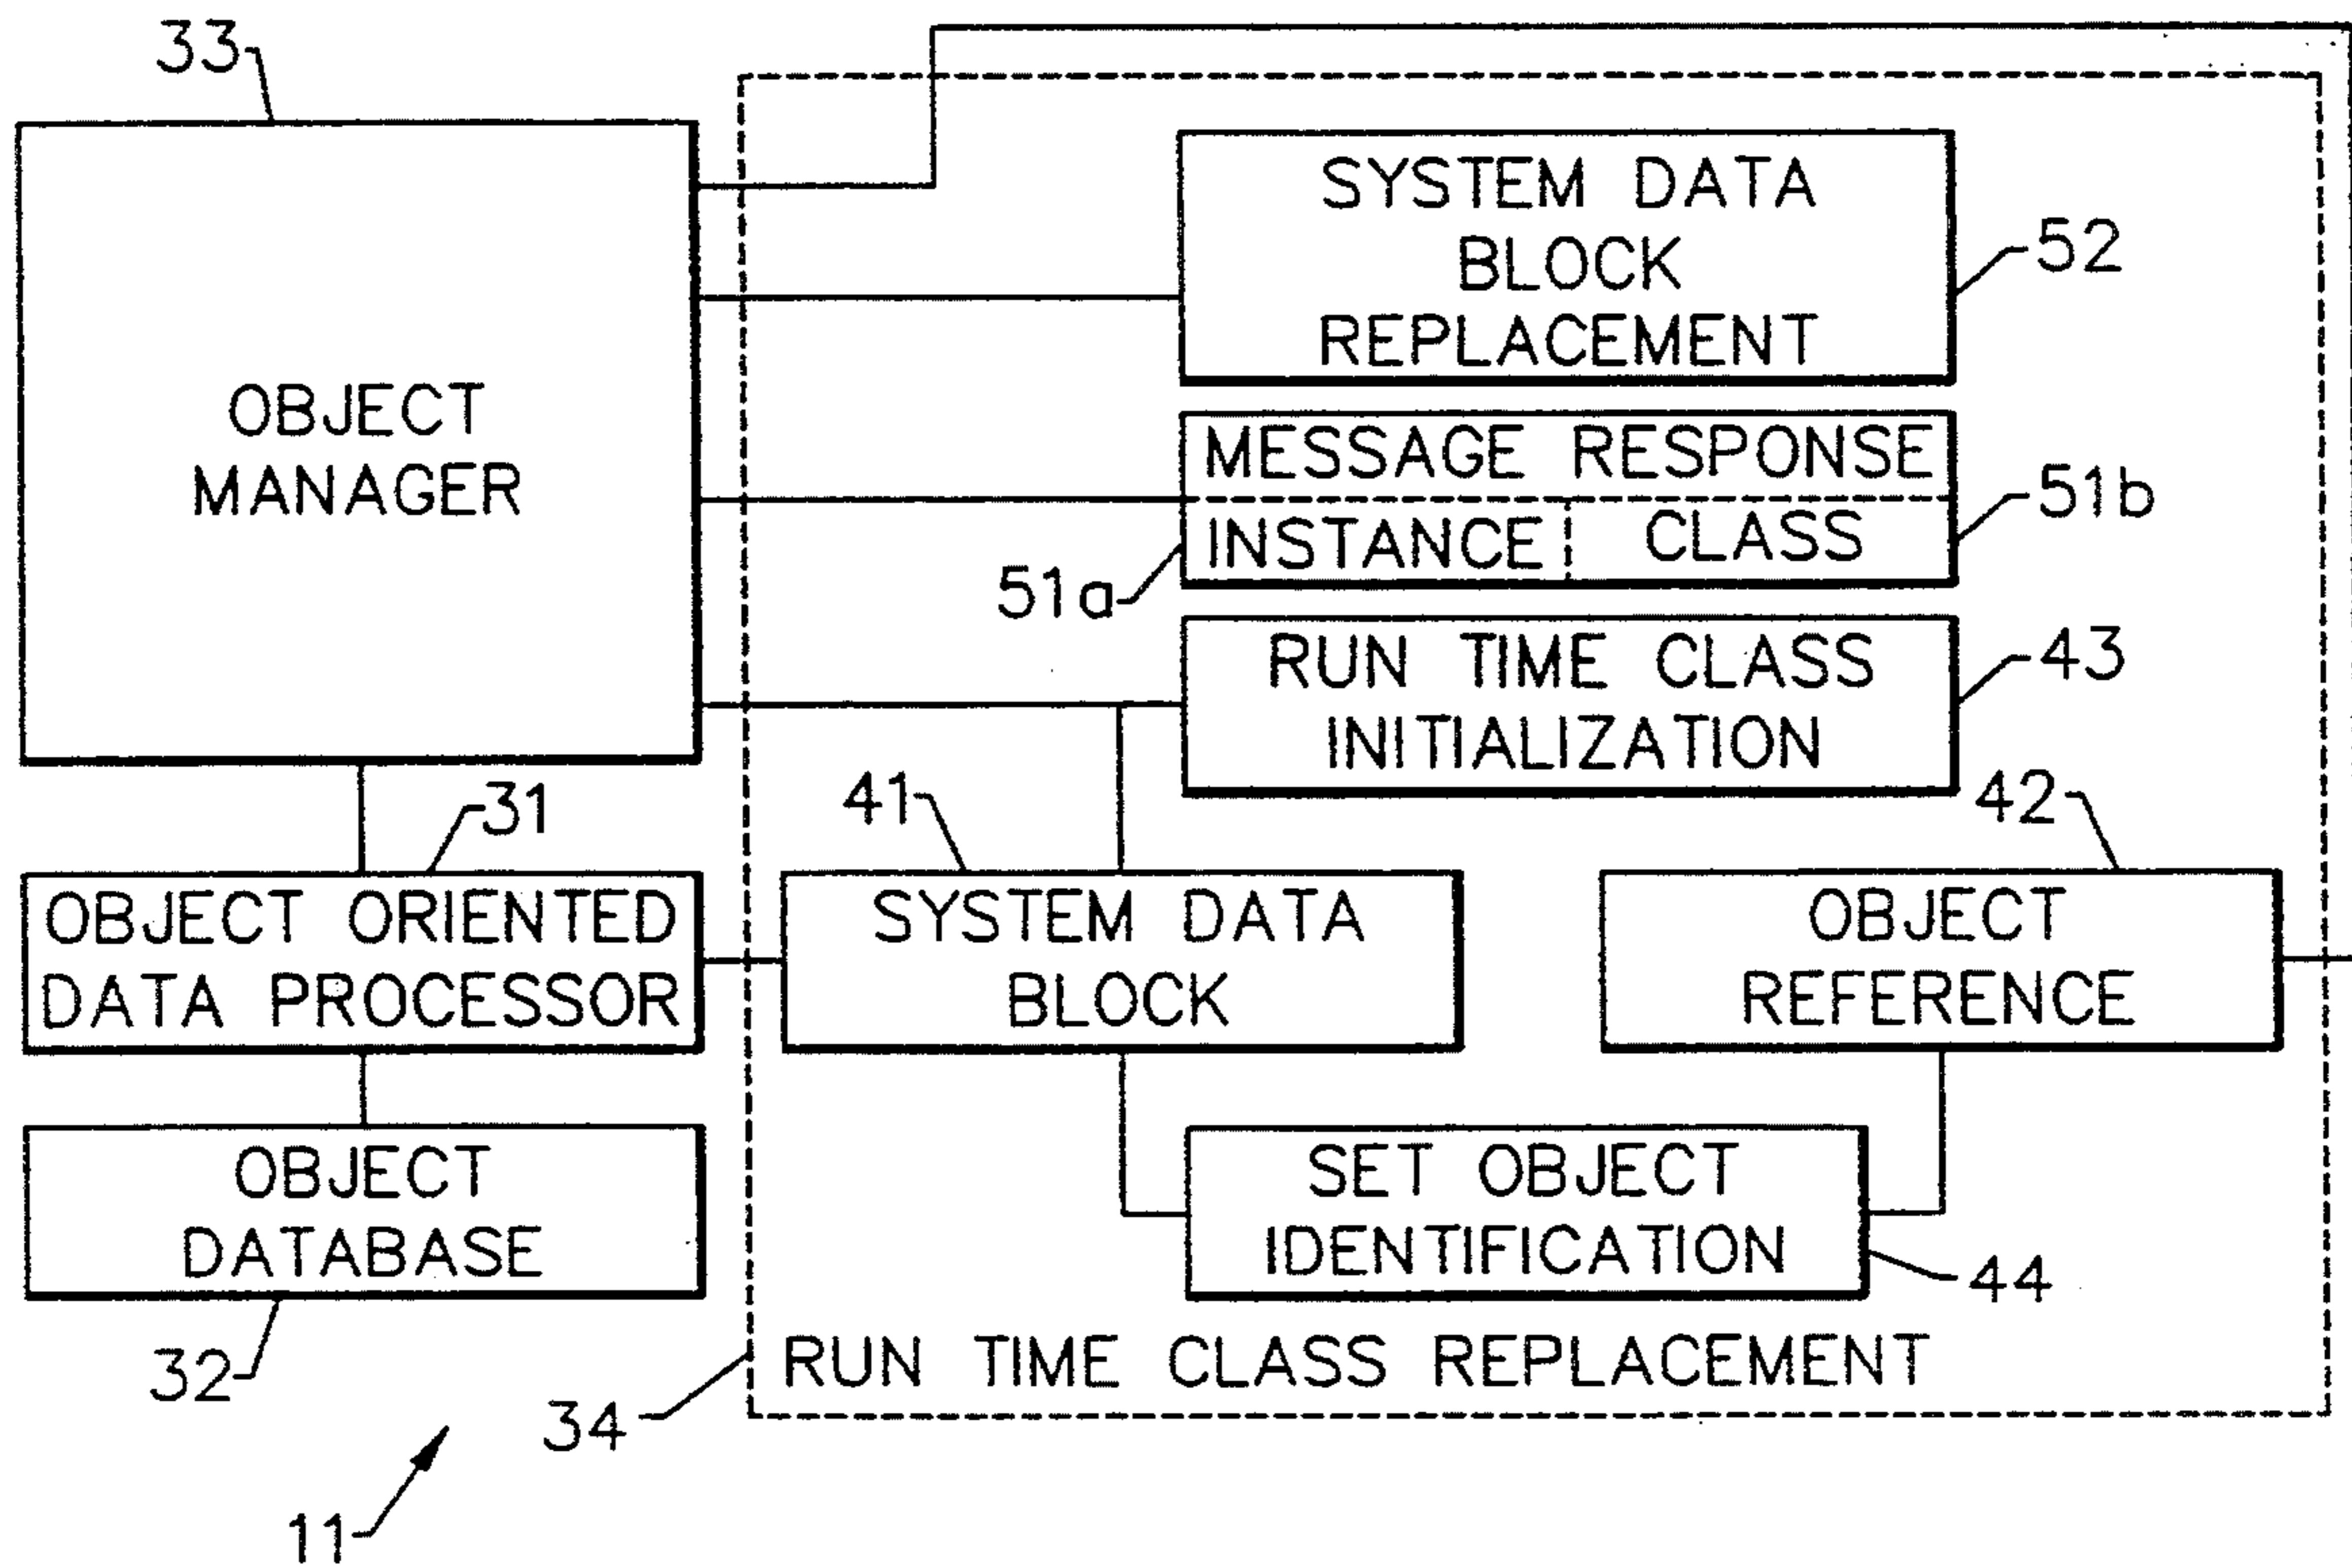 33
SYSTEM DATA
BLOCK
REPLACEMENT
52
OBJECT
MANAGER
MESSAGE RESPONSE
INSTANCE CLASS
51b
51a
RUN TIME CLASS
INITIALIZATION
43
31
41
42
OBJECT ORIENTED
DATA PROCESSOR
SYSTEM DATA
BLOCK
OBJECT
REFERENCE
OBJECT
DATABASE
SET OBJECT
IDENTIFICATION
44
32
34
RUN TIME CLASS REPLACEMENT
11